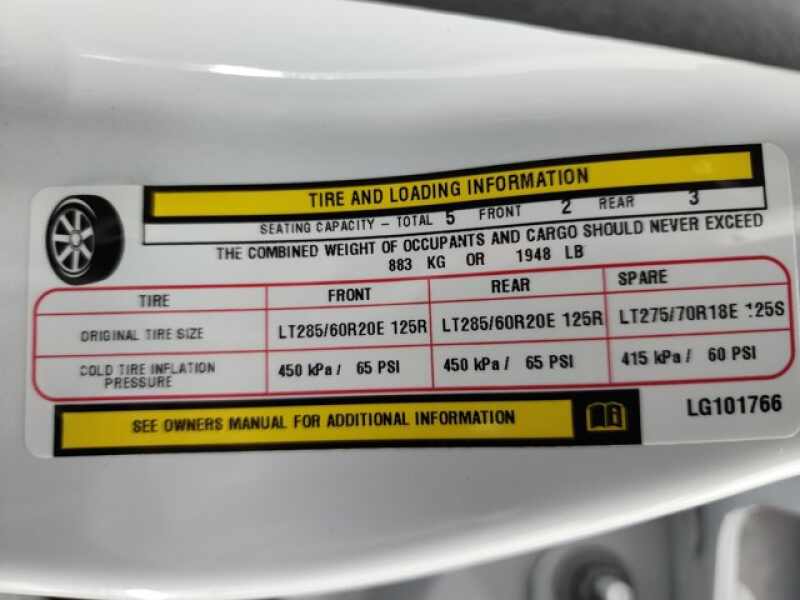 TIRE AND LOADING INFORMATION
SEATING CAPACITY – TOTAL 5 FRONT 2 REAR 3
THE COMBINED WEIGHT OF OCCUPANTS AND CARGO SHOULD NEVER EXCEED
883 KG OR 1948 LB
TIRE FRONT REAR SPARE
ORIGINAL TIRE SIZE LT285/60R20E 125R LT285/60R20E 125R LT275/70R18E 125S
COLD TIRE INFLATION PRESSURE 450 kPa / 65 PSI 450 kPa / 65 PSI 415 kPa / 60 PSI
SEE OWNERS MANUAL FOR ADDITIONAL INFORMATION
LG101766